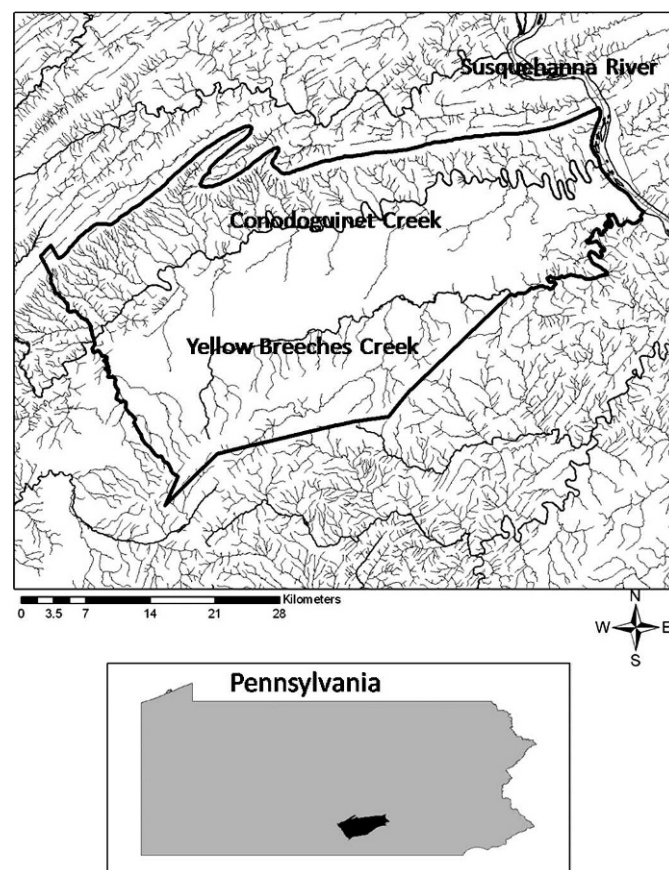 Susquehanna River
Conodoguinet Creek
Yellow Breeches Creek
Kilometers
0 3.5 7 14 21 28
N
W E
S
Pennsylvania